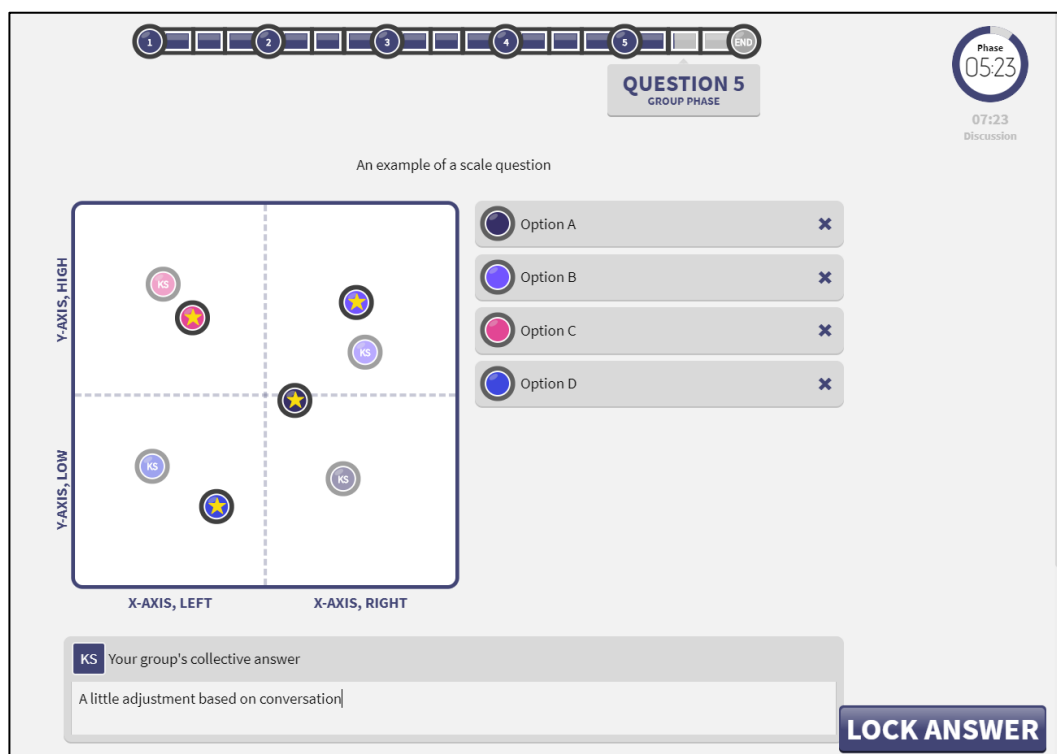 1 2 3 4 5 END
QUESTION 5
GROUP PHASE
Phase
05:23
07:23
Discussion
An example of a scale question
Y-AXIS, HIGH
Y-AXIS, LOW
KS
KS
KS
KS
X-AXIS, LEFT X-AXIS, RIGHT
Option A
Option B
Option C
Option D
KS Your group's collective answer
A little adjustment based on conversation
LOCK ANSWER